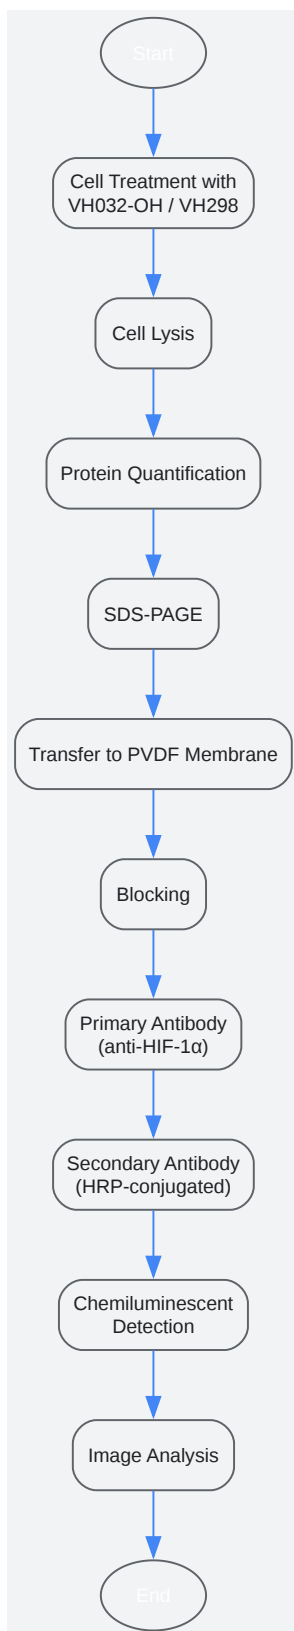 Start
Cell Treatment with
VH032-OH / VH298
Cell Lysis
Protein Quantification
SDS-PAGE
Transfer to PVDF Membrane
Blocking
Primary Antibody
(anti-HIF-1α)
Secondary Antibody
(HRP-conjugated)
Chemiluminescent
Detection
Image Analysis
End